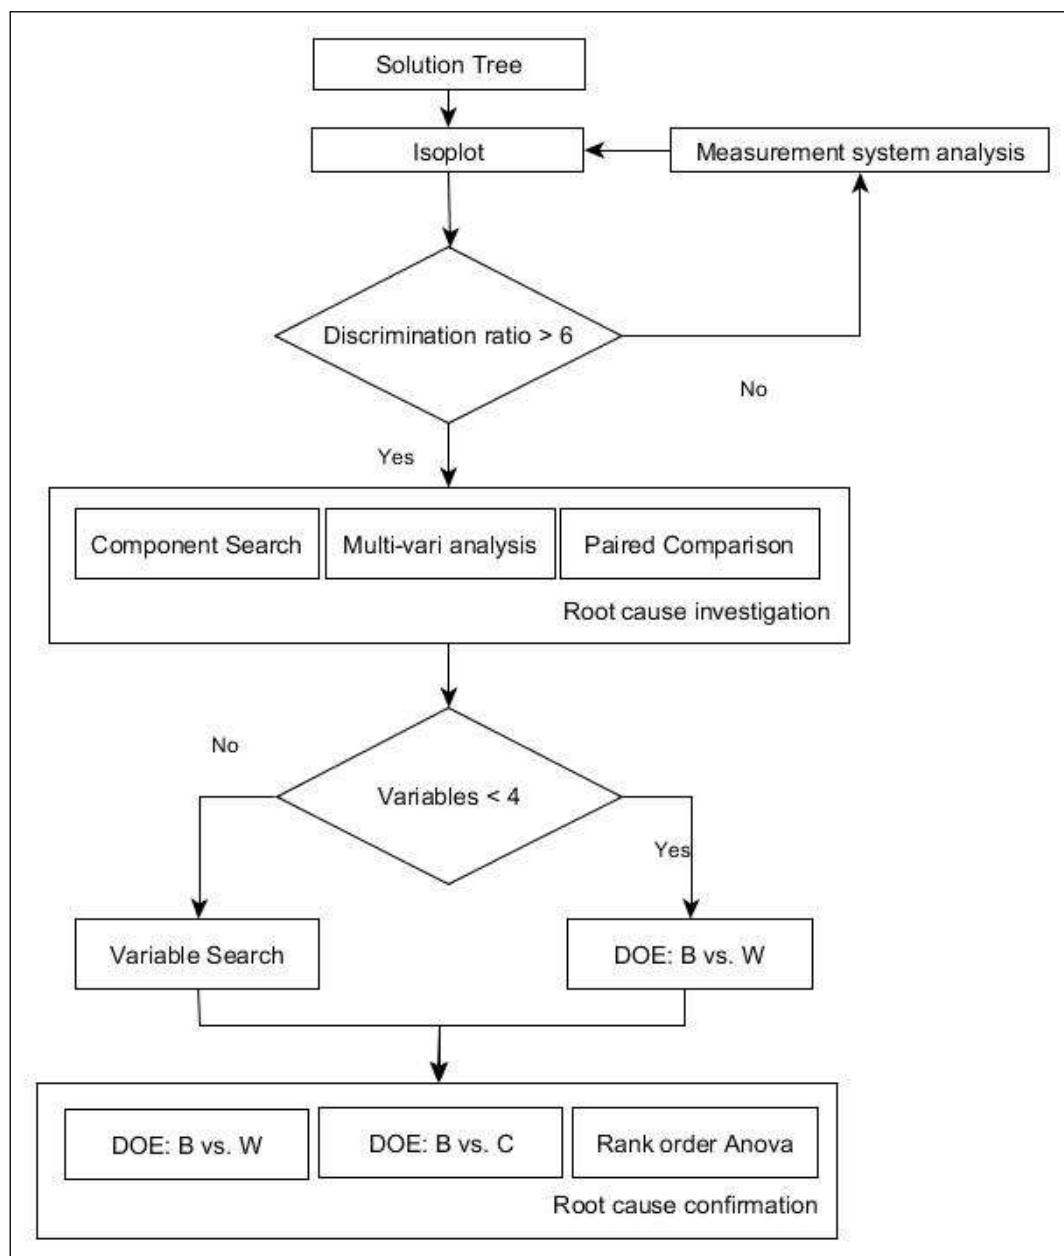 Solution Tree
Isoplot
Measurement system analysis
Discrimination ratio > 6
No
Yes
Component Search
Multi-vari analysis
Paired Comparison
Root cause investigation
No
Variables < 4
Yes
Variable Search
DOE: B vs. W
DOE: B vs. W
DOE: B vs. C
Rank order Anova
Root cause confirmation